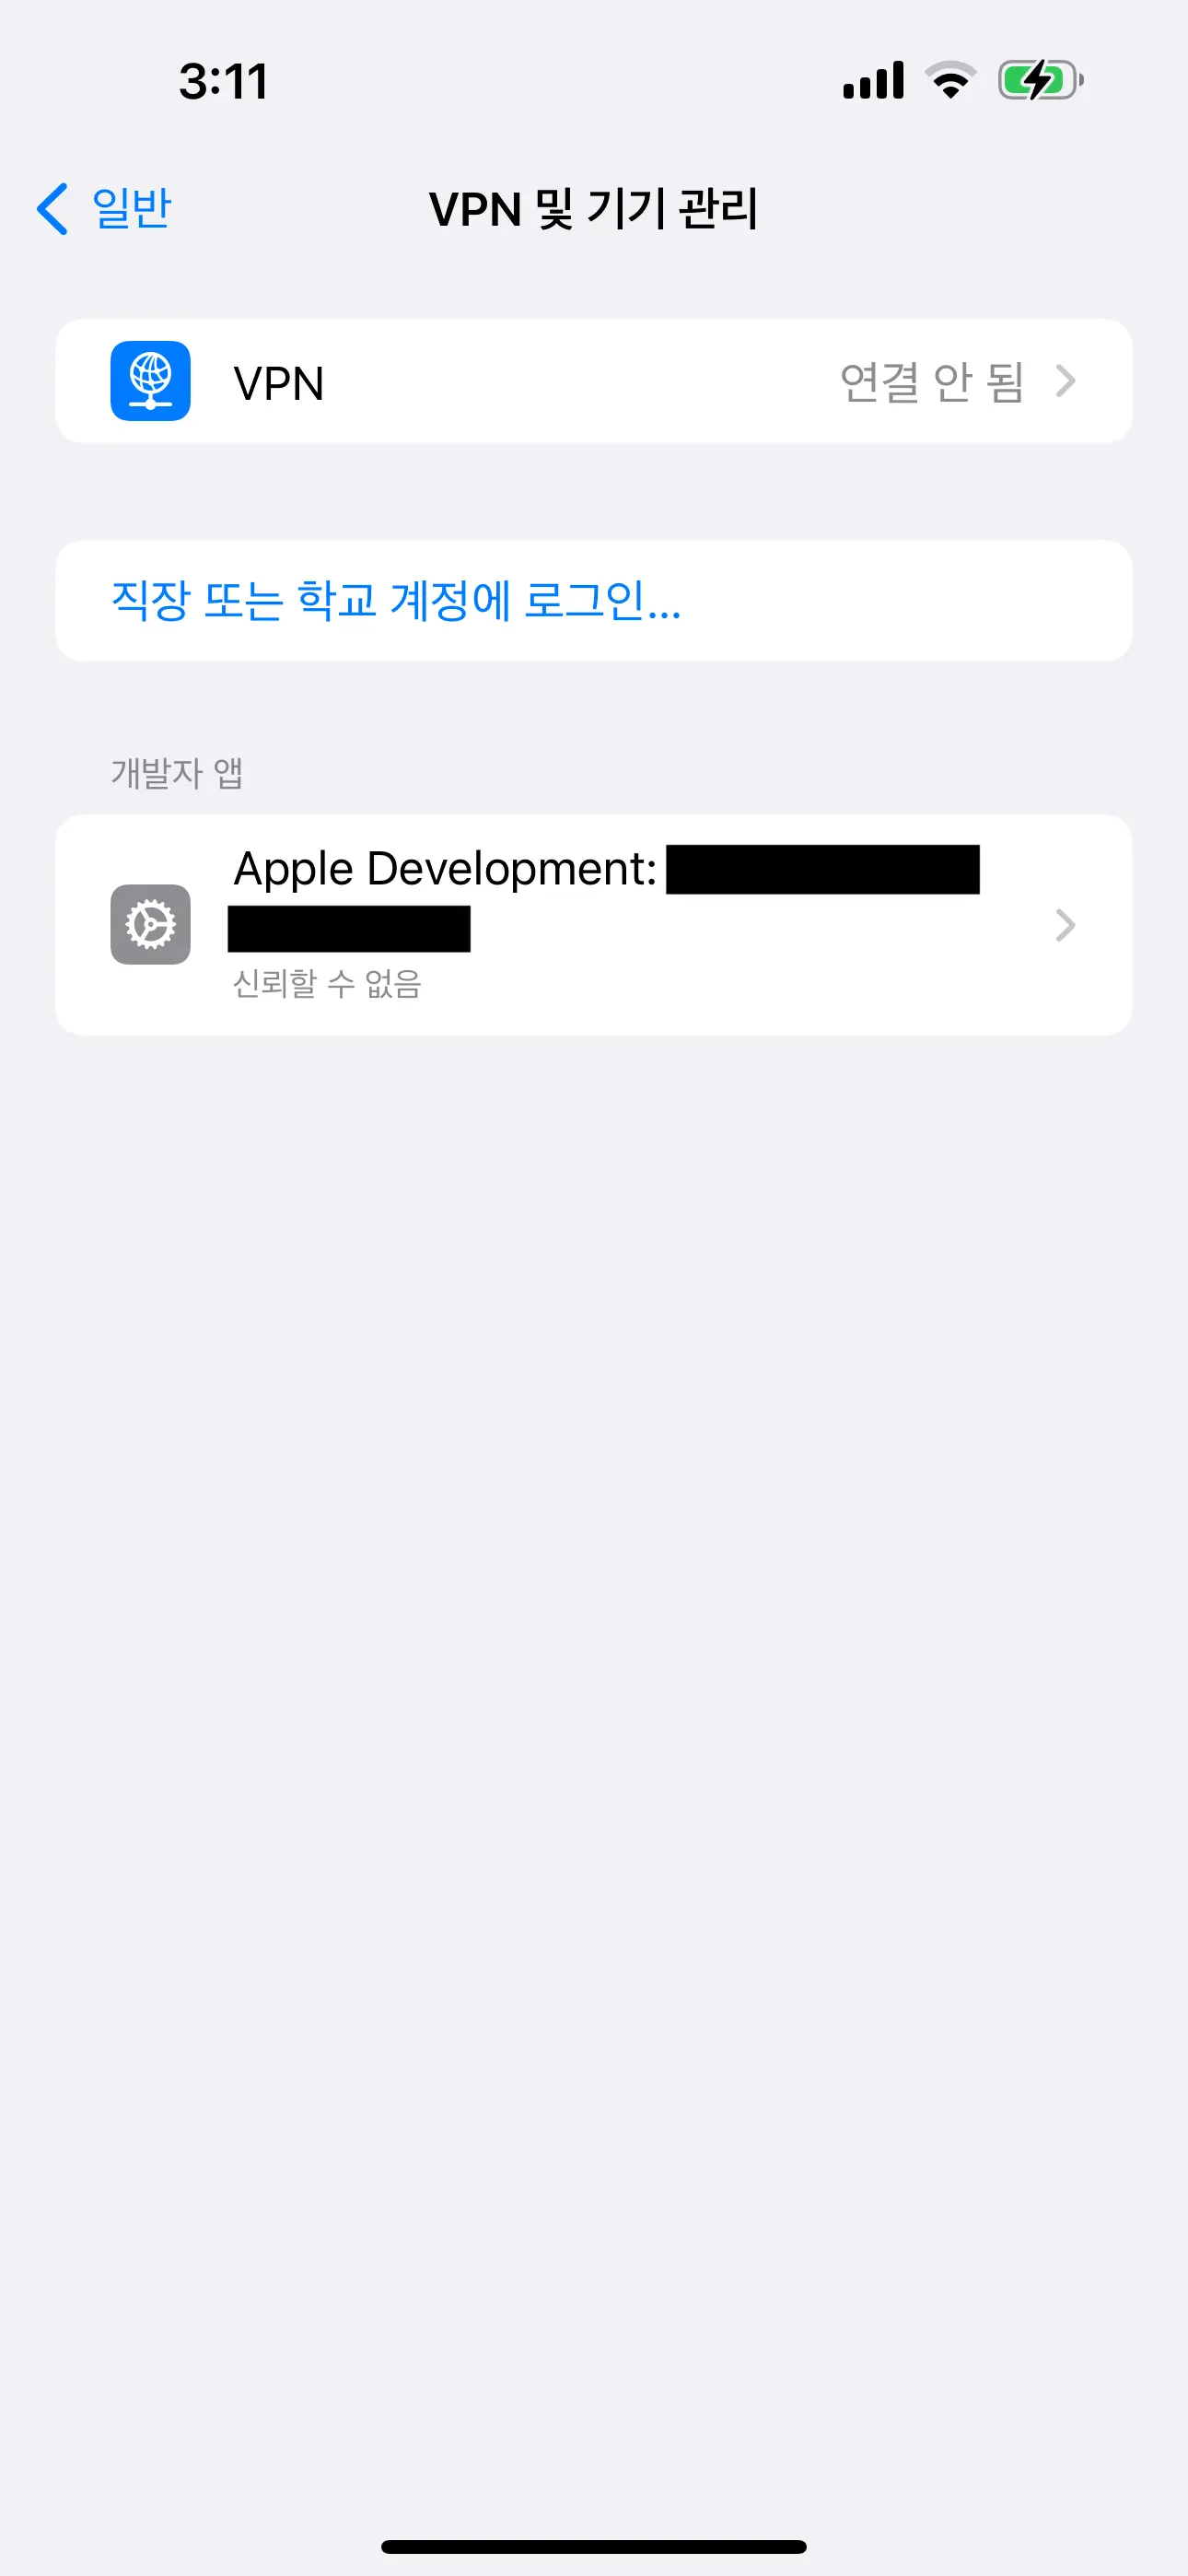 3:11
일반
VPN 및 기기 관리
VPN
연결 안 됨
직장 또는 학교 계정에 로그인...
개발자 앱
Apple Development:
신뢰할 수 없음